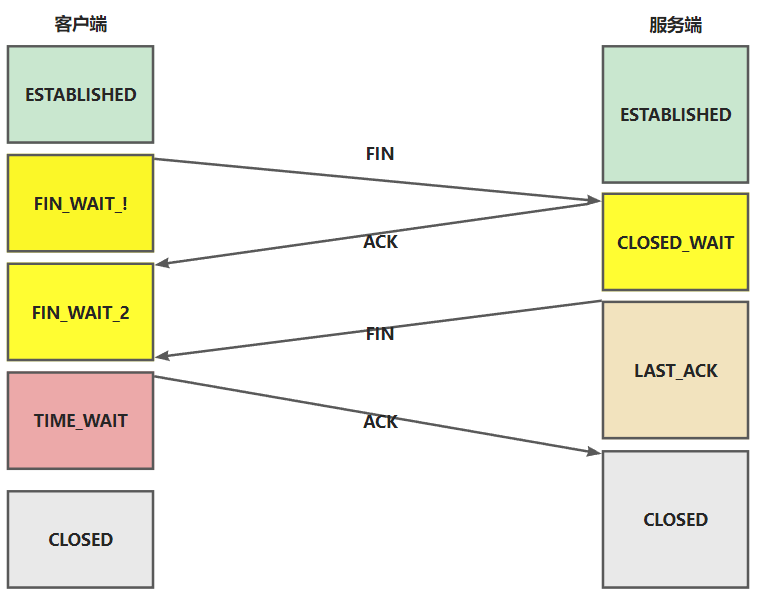 客户端
服务端
ESTABLISHED
ESTABLISHED
FIN
FIN_WAIT_!
CLOSED_WAIT
ACK
FIN_WAIT_2
FIN
LAST_ACK
TIME_WAIT
ACK
CLOSED
CLOSED